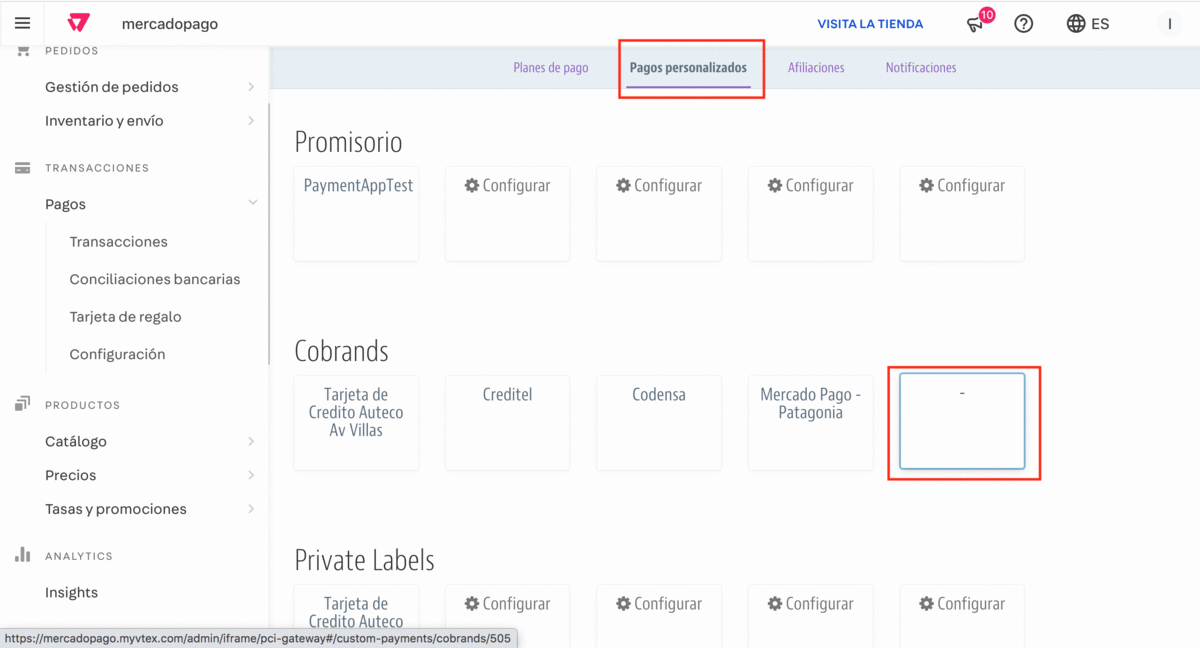 mercadopago
VISITA LA TIENDA
10
ES
I
PEDIDOS
Gestión de pedidos
Inventario y envío
TRANSACCIONES
Pagos
Transacciones
Conciliaciones bancarias
Tarjeta de regalo
Configuración
PRODUCTOS
Catálogo
Precios
Tasas y promociones
ANALYTICS
Insights
Planes de pago
Pagos personalizados
Afiliaciones
Notificaciones
Promisorio
PaymentAppTest
Configurar
Configurar
Configurar
Configurar
Cobrands
Tarjeta de
Credito Auteco
Av Villas
Creditel
Codensa
Mercado Pago -
Patagonia
-
Private Labels
Tarjeta de
Credito Auteco
Configurar
Configurar
Configurar
Configurar
https://mercadopago.myvtex.com/admin/iframe/pci-gateway#/custom-payments/cobrands/505